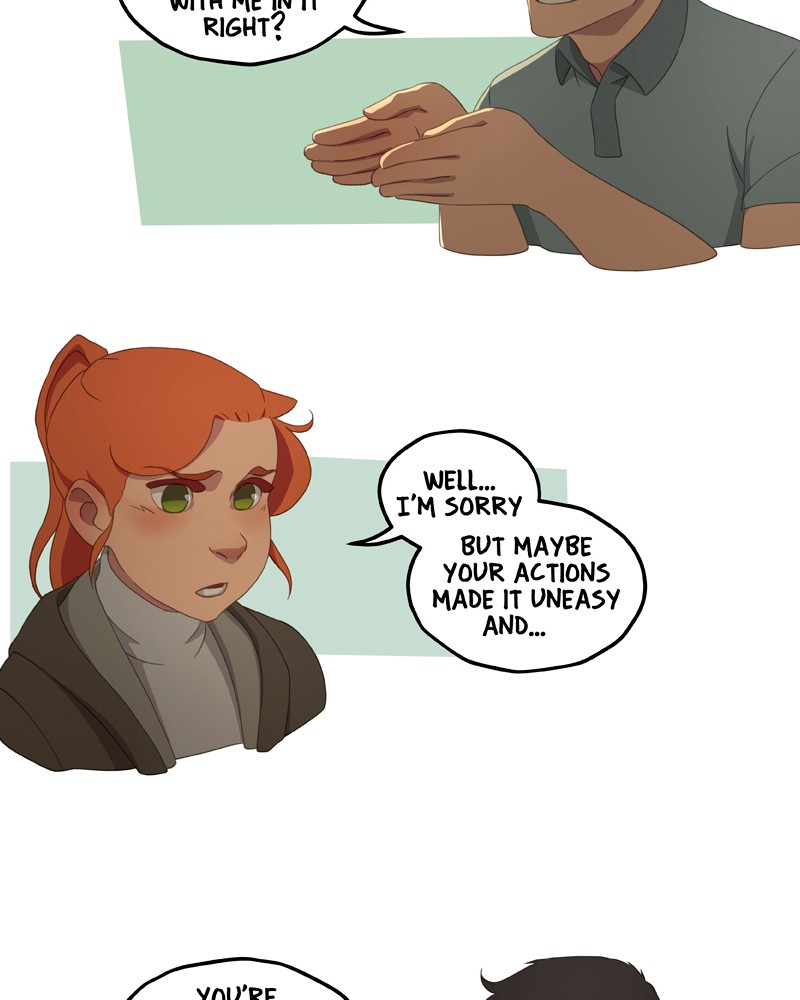 WITH ME IN IT
RIGHT?
WELL...
I'M SORRY
BUT MAYBE
YOUR ACTIONS
MADE IT UNEASY
AND...
YOU'RE